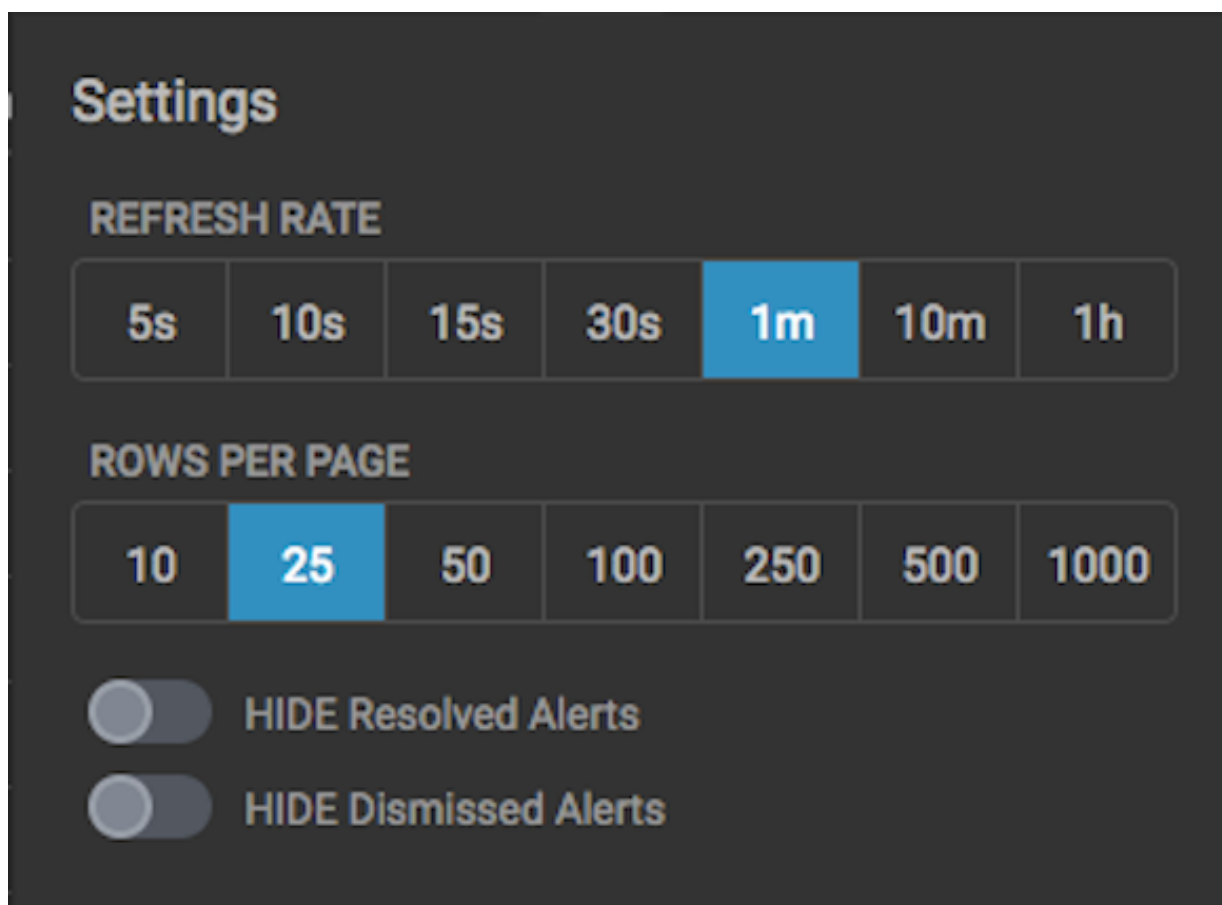 Settings
REFRESH RATE
5s 10s 15s 30s 1m 10m 1h
ROWS PER PAGE
10 25 50 100 250 500 1000
HIDE Resolved Alerts
HIDE Dismissed Alerts